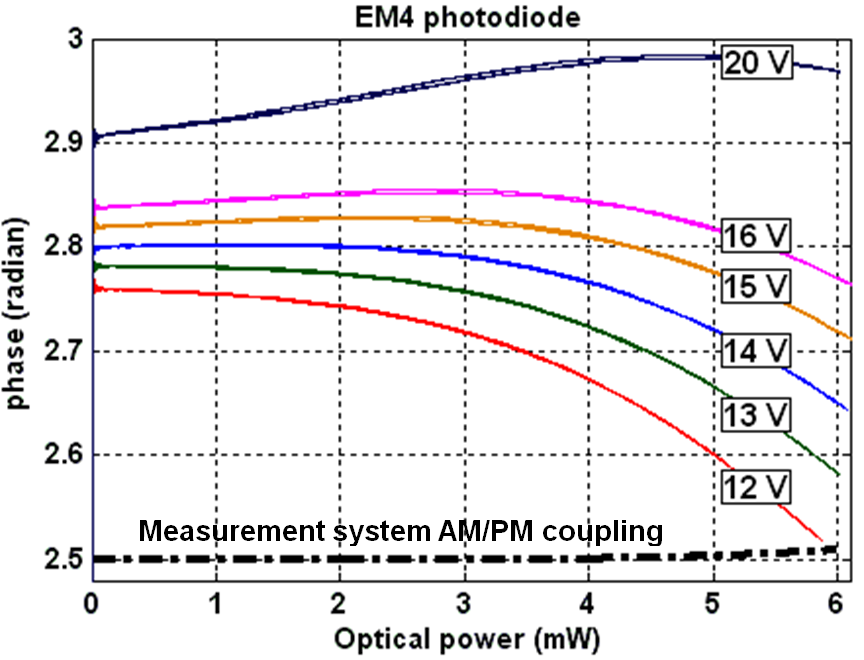 EM4 photodiode
3
2.9
2.8
2.7
2.6
2.5
phase (radian)
20 V
16 V
15 V
14 V
13 V
12 V
Measurement system AM/PM coupling
0 1 2 3 4 5 6
Optical power (mW)